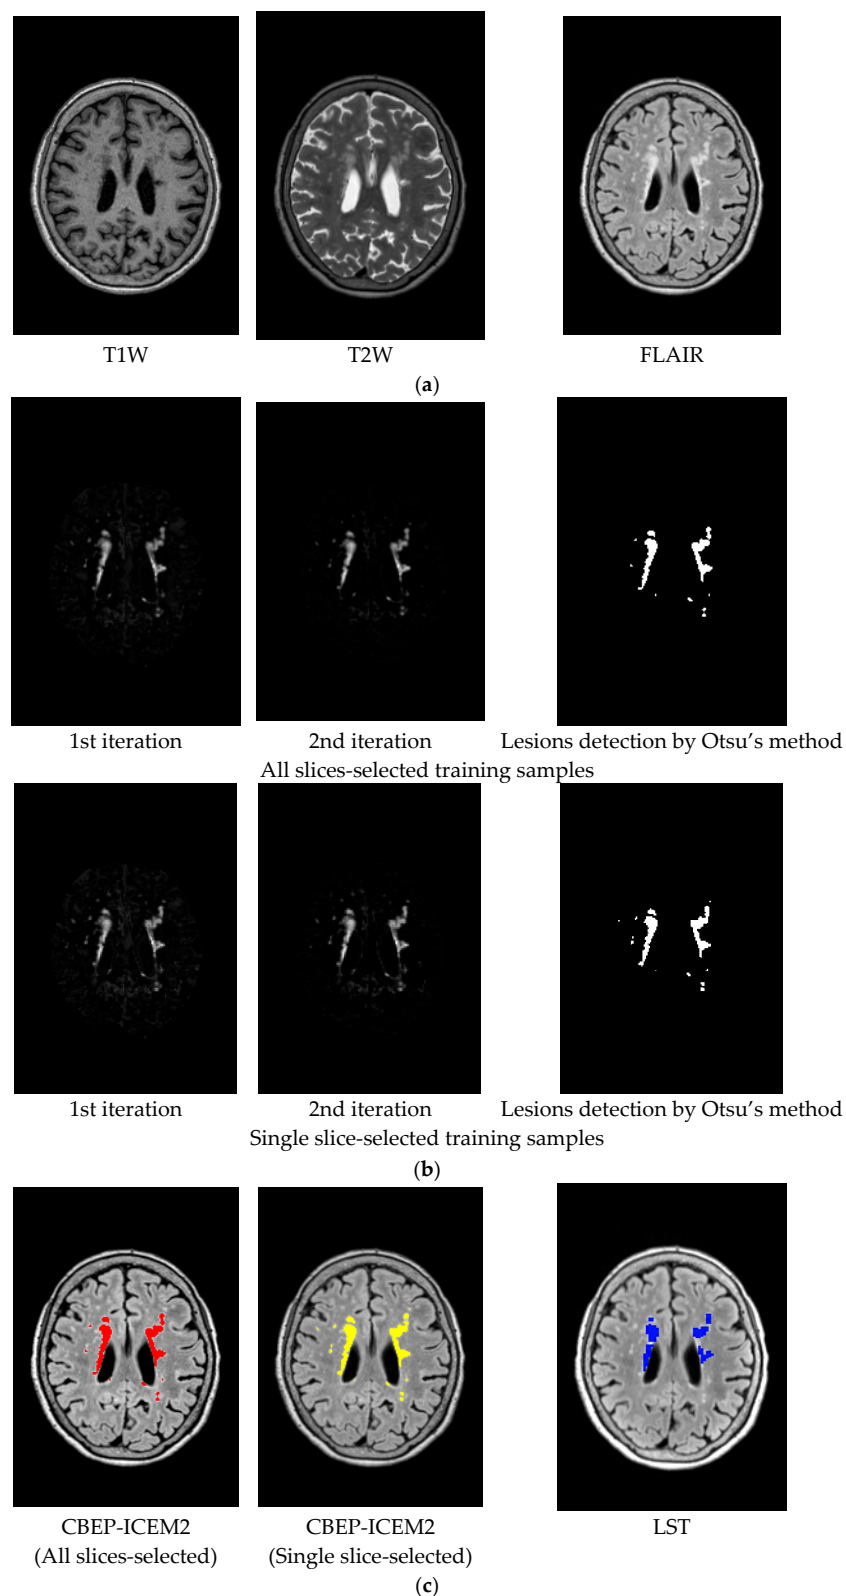 T1W T2W FLAIR
(a)
1st iteration 2nd iteration Lesions detection by Otsu’s method
All slices-selected training samples
1st iteration 2nd iteration Lesions detection by Otsu’s method
Single slice-selected training samples
(b)
CBEP-ICEM2 CBEP-ICEM2 LST
(All slices-selected) (Single slice-selected)
(c)